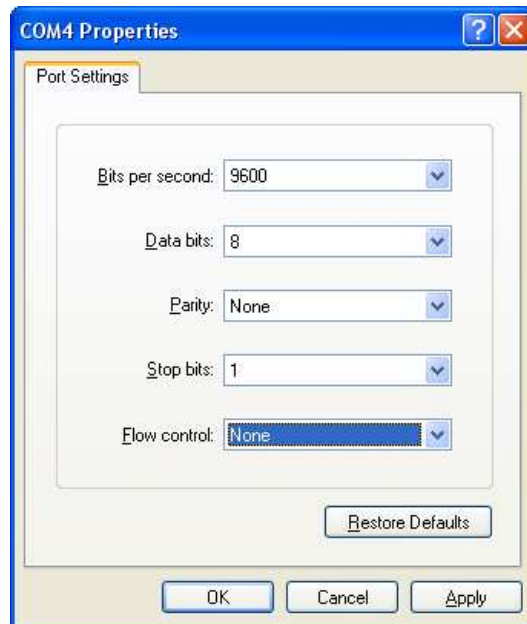 COM4 Properties
Port Settings
Bits per second: 9600
Data bits: 8
Parity: None
Stop bits: 1
Flow control: None
Restore Defaults
OK Cancel Apply